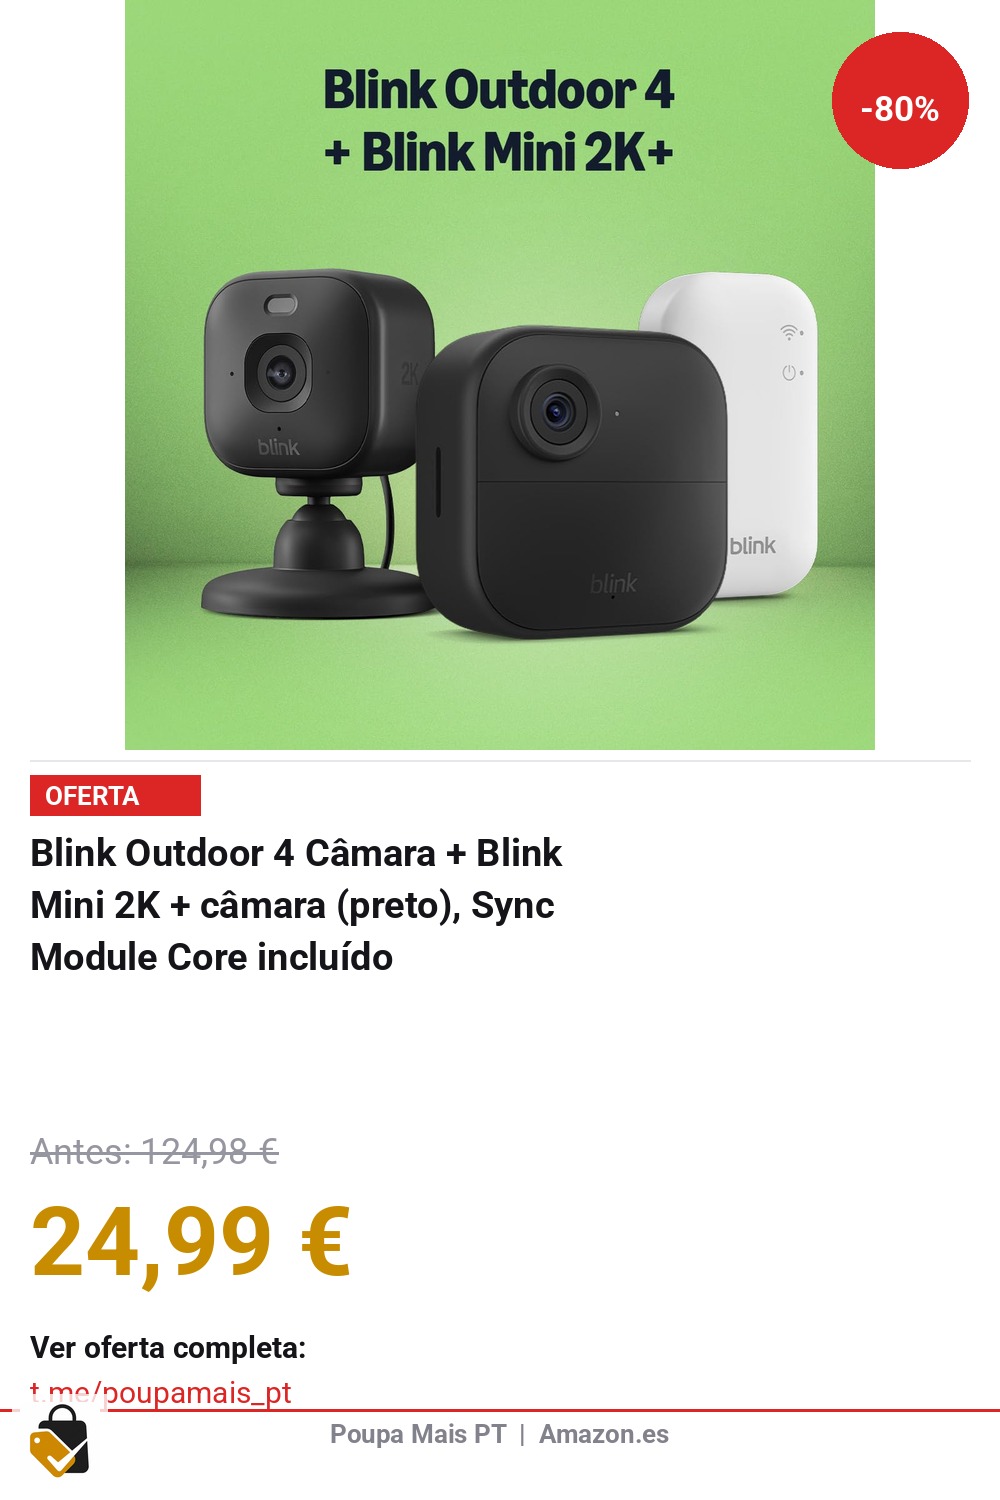 Blink Outdoor 4
+ Blink Mini 2K+
-80%
2K
blink
blink
blink
OFERTA
Blink Outdoor 4 Câmara + Blink
Mini 2K + câmara (preto), Sync
Module Core incluído
Antes: 124,98 €
24,99 €
Ver oferta completa:
t.me/poupamais_pt
Poupa Mais PT | Amazon.es